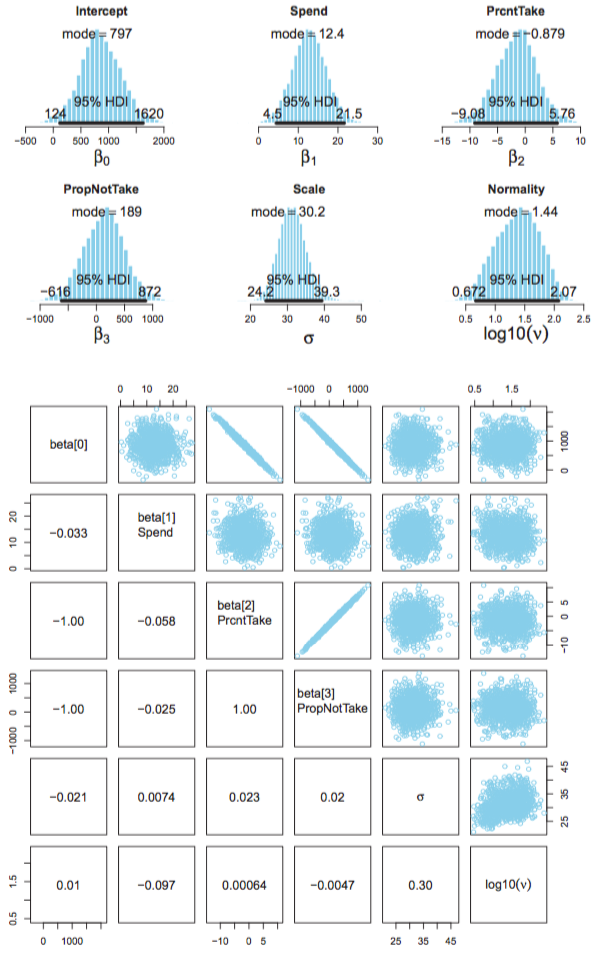 Intercept Spend PrcntTake
mode = 797 mode = 12.4 mode = −0.879
95% HDI 95% HDI 95% HDI
124 1620 4.5 21.5 −9.08 5.76
−500 0 500 1000 2000 0 10 20 30 −15 −10 −5 0 5 10
β0 β1 β2
PropNotTake Scale Normality
mode = 189 mode = 30.2 mode = 1.44
95% HDI 95% HDI 95% HDI
−616 872 24.2 39.3 0.672 2.07
−1000 0 500 1000 20 30 40 50 0.5 1.0 1.5 2.0 2.5
β3 σ log10(ν)
0 10 20 −1000 0 1000 0.5 1.5
beta[0] 0 1000
0 10 20 −0.033 beta[1]
Spend
−1.00 −0.058 beta[2]
PrcntTake −10 0 5
−1000 0 1000 −1.00 −0.025 1.00 beta[3]
PropNotTake
−0.021 0.0074 0.023 0.02 σ 25 35 45
0.5 1.5 0.01 −0.097 0.00064 −0.0047 0.30 log10(ν)
0 1000 −10 0 5 25 35 45